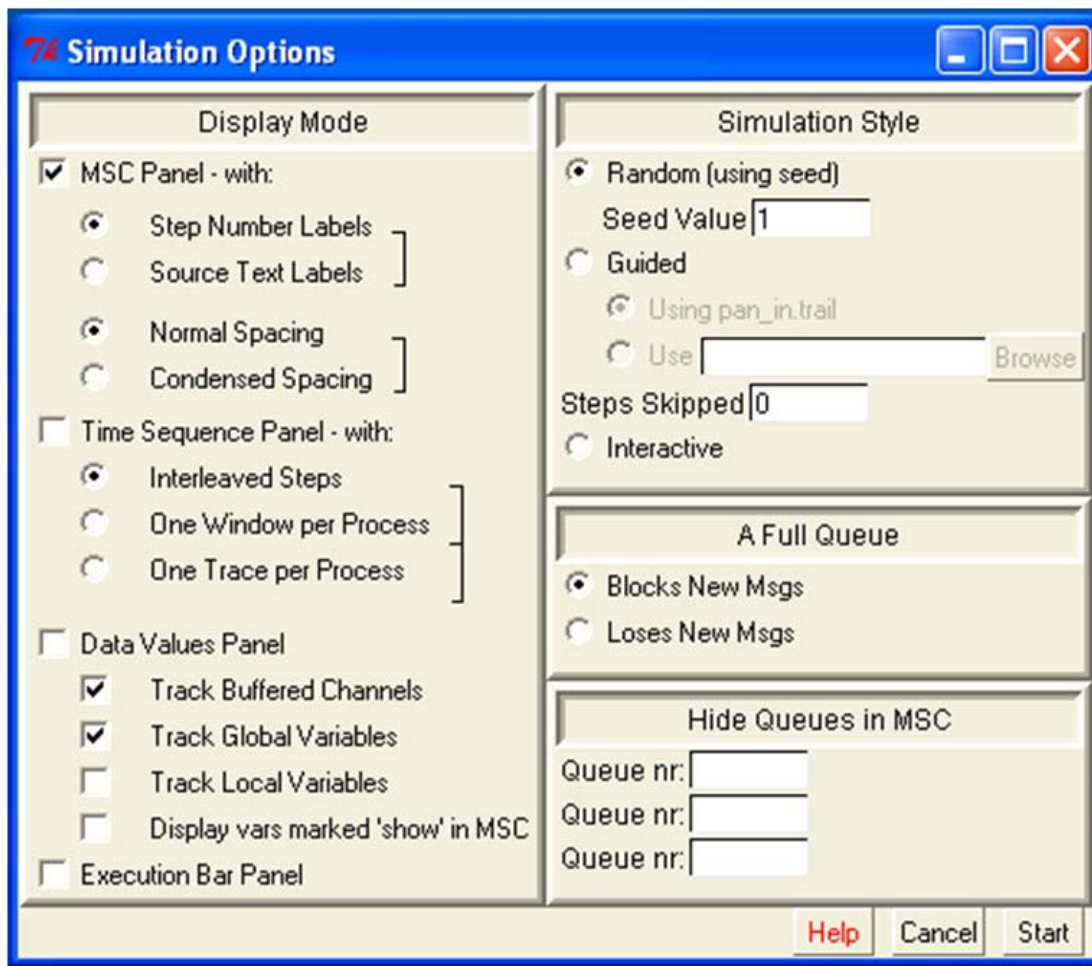 Simulation Options
Display Mode
MSC Panel - with:
Step Number Labels
Source Text Labels
Normal Spacing
Condensed Spacing
Time Sequence Panel - with:
Interleaved Steps
One Window per Process
One Trace per Process
Data Values Panel
Track Buffered Channels
Track Global Variables
Track Local Variables
Display vars marked 'show' in MSC
Execution Bar Panel
Simulation Style
Random (using seed)
Seed Value 1
Guided
Using pan_in.trail
Use Browse
Steps Skipped 0
Interactive
A Full Queue
Blocks New Msgs
Loses New Msgs
Hide Queues in MSC
Queue nr:
Queue nr:
Queue nr:
Help Cancel Start